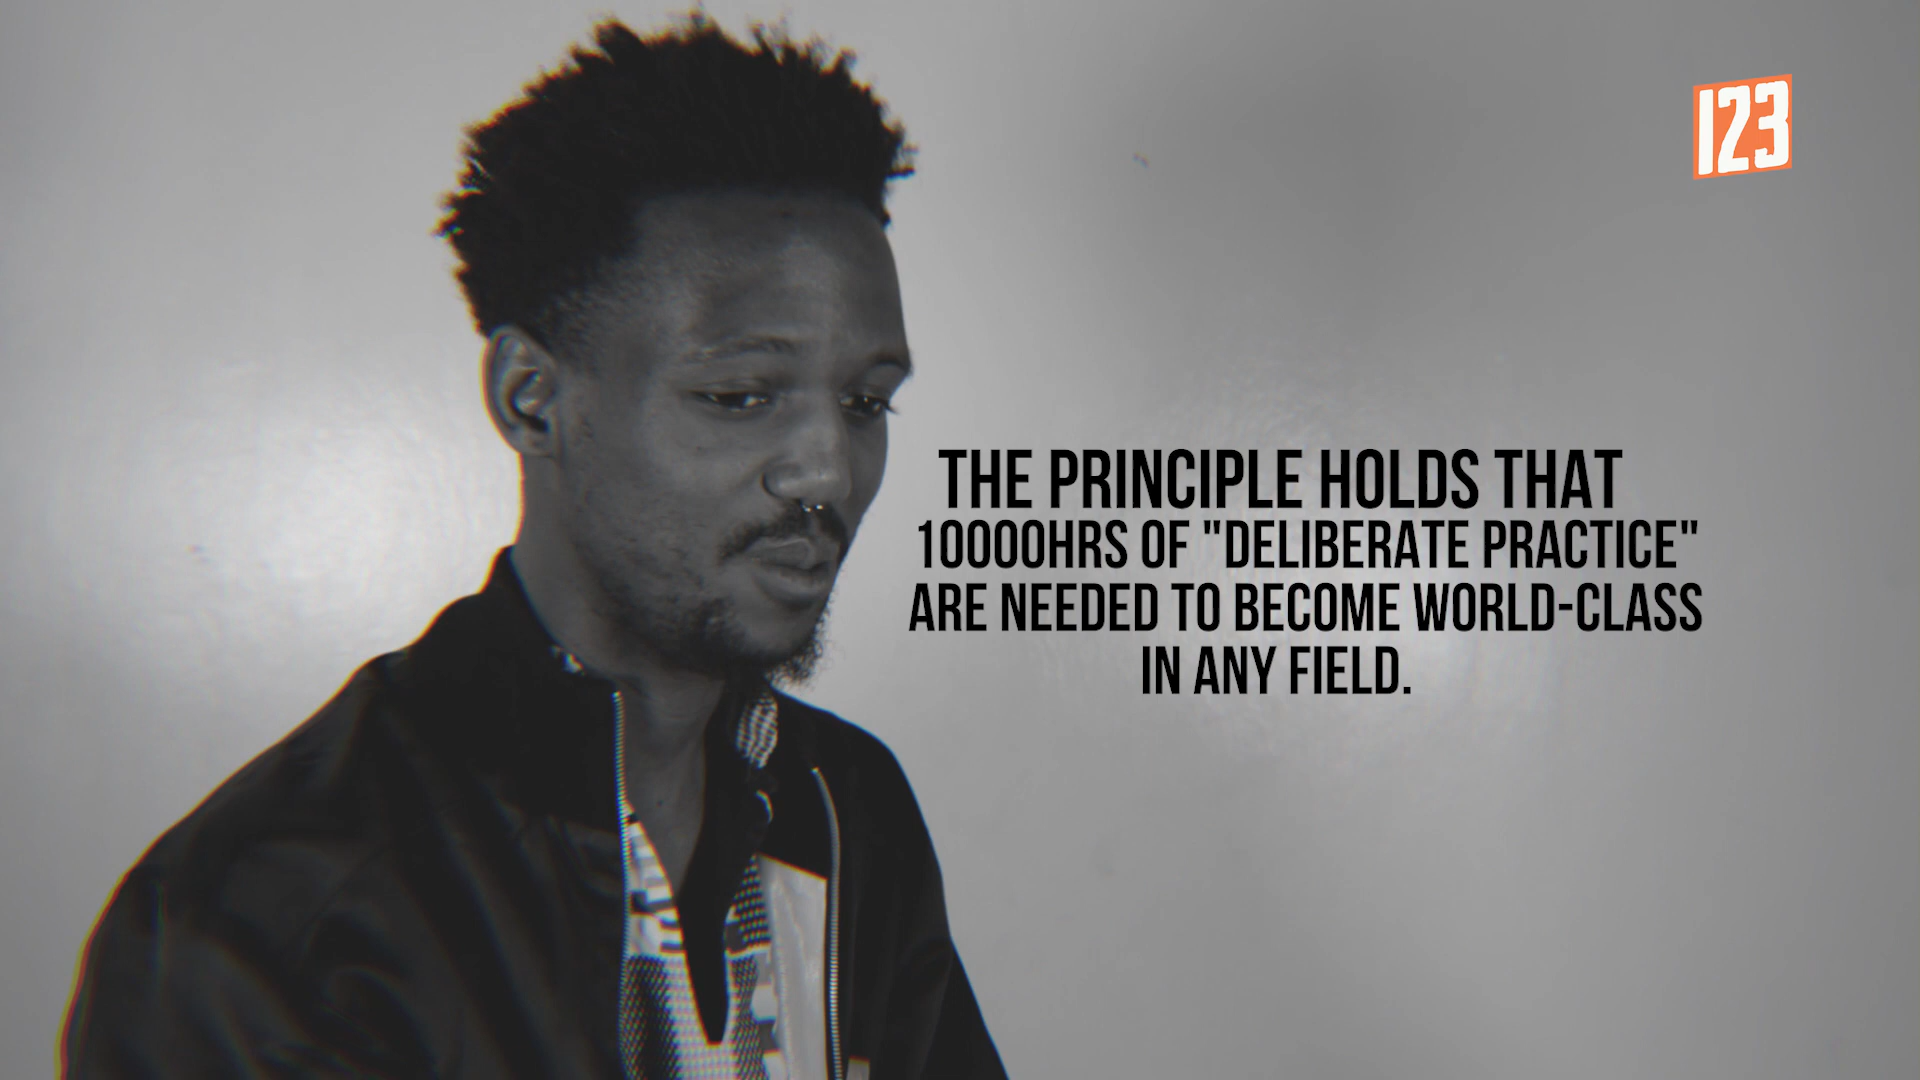 123
THE PRINCIPLE HOLDS THAT
10000HRS OF "DELIBERATE PRACTICE"
ARE NEEDED TO BECOME WORLD-CLASS
IN ANY FIELD.